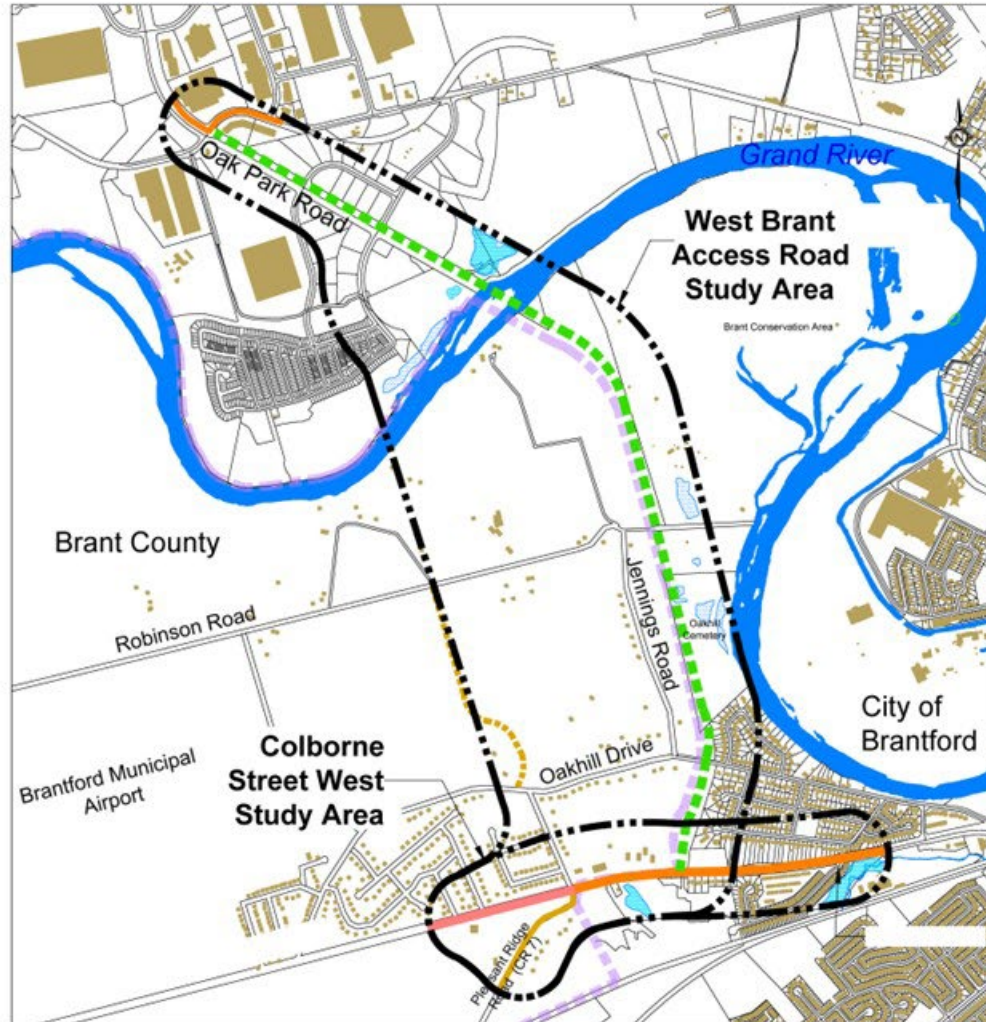 Grand River
Oak Park Road
West Brant
Access Road
Study Area
Brant Conservation Area
Brant County
Robinson Road
Jennings Road
Oakhill
Cemetery
City of
Brantford
Brantford Municipal
Airport
Colborne
Street West
Study Area
Oakhill Drive
Pleasant Ridge
Road (CR 7)